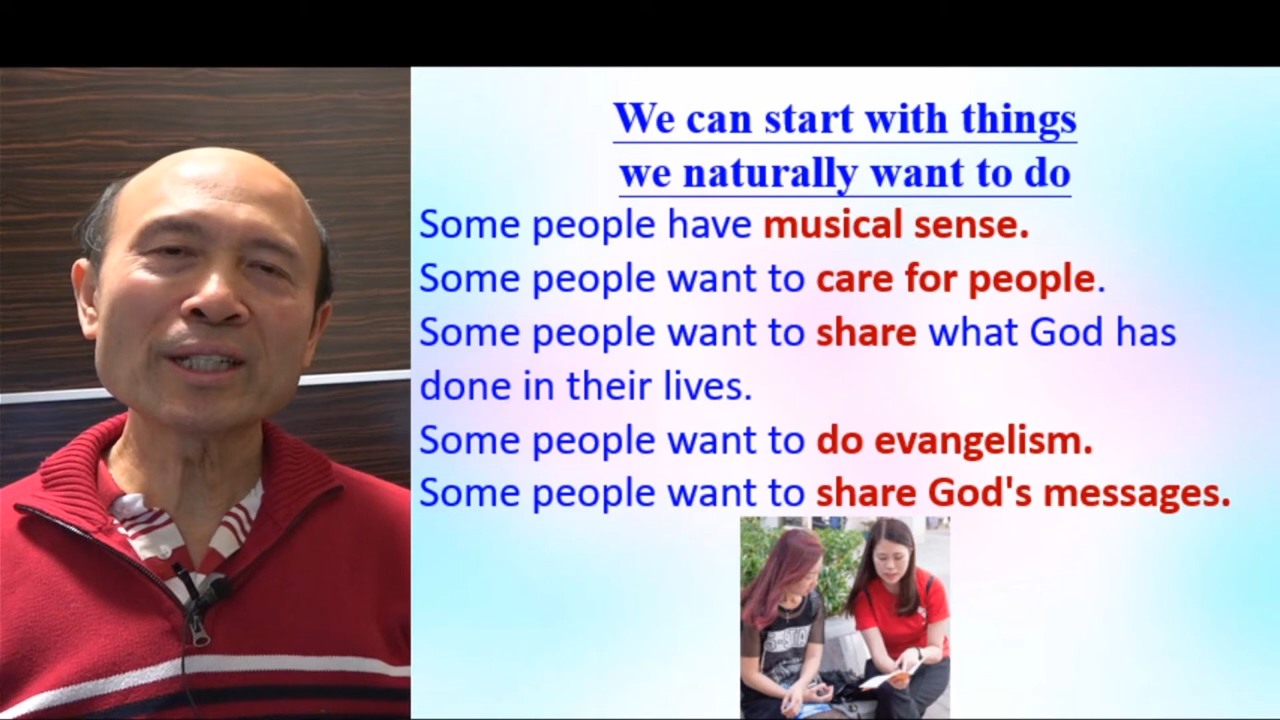 We can start with things
we naturally want to do
Some people have musical sense.
Some people want to care for people.
Some people want to share what God has
done in their lives.
Some people want to do evangelism.
Some people want to share God's messages.